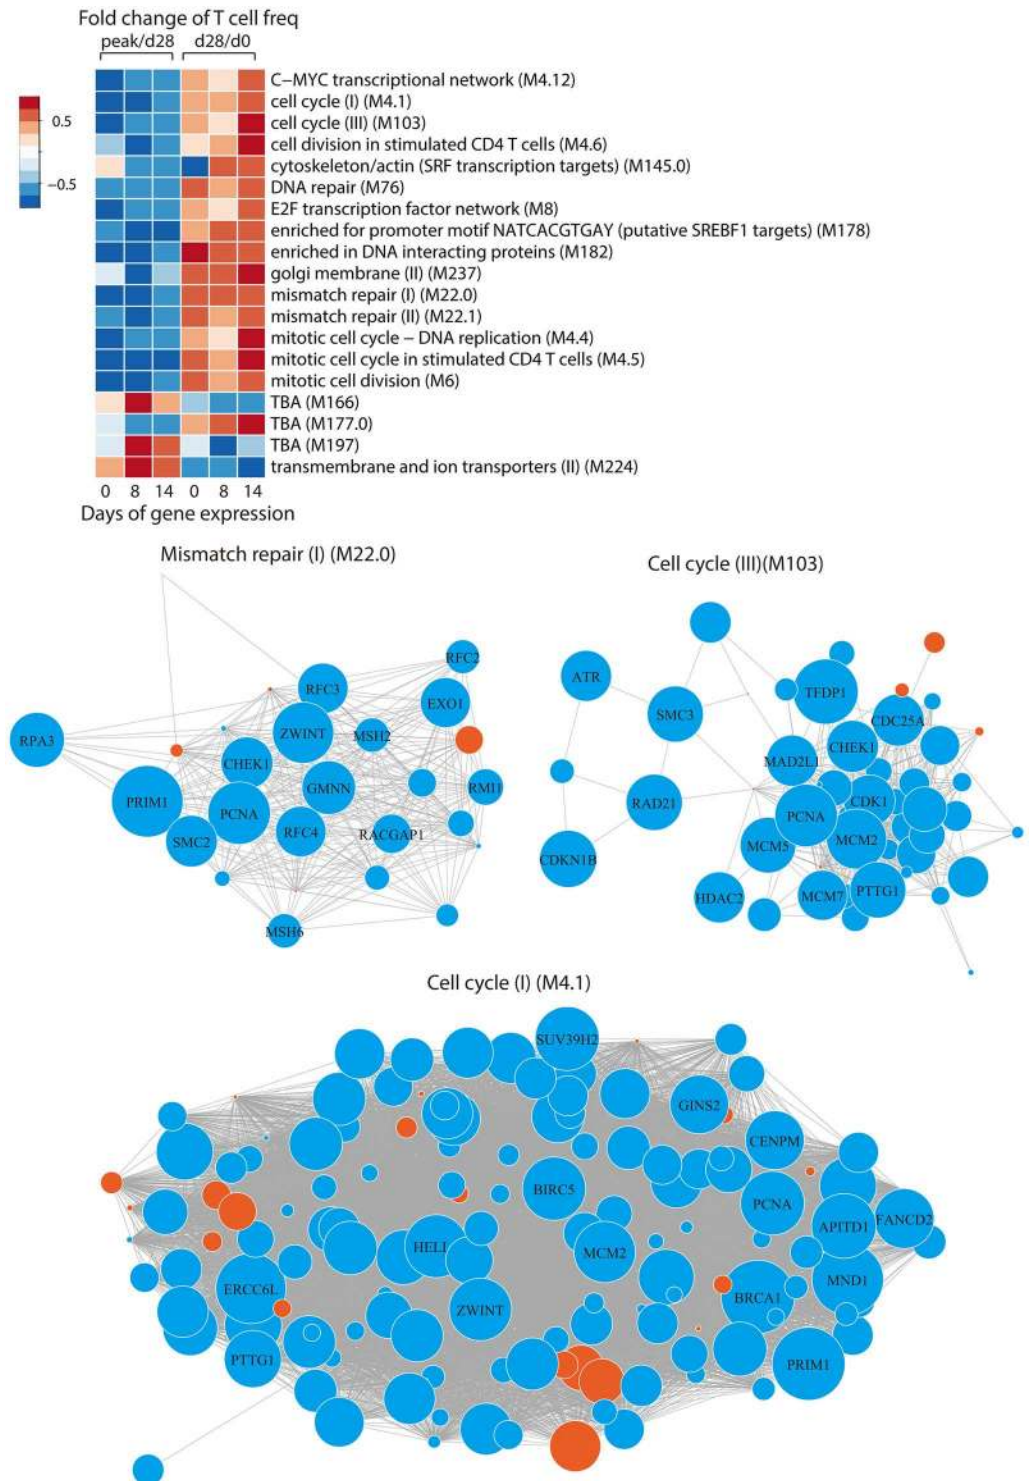 Fold change of T cell freq
peak/d28 d28/d0
C−MYC transcriptional network (M4.12)
cell cycle (I) (M4.1)
0.5
cell cycle (III) (M103)
cell division in stimulated CD4 T cells (M4.6)
cytoskeleton/actin (SRF transcription targets) (M145.0)
−0.5
DNA repair (M76)
E2F transcription factor network (M8)
enriched for promoter motif NATCACGTGAY (putative SREBF1 targets) (M178)
enriched in DNA interacting proteins (M182)
golgi membrane (II) (M237)
mismatch repair (I) (M22.0)
mismatch repair (II) (M22.1)
mitotic cell cycle − DNA replication (M4.4)
mitotic cell cycle in stimulated CD4 T cells (M4.5)
mitotic cell division (M6)
TBA (M166)
TBA (M177.0)
TBA (M197)
transmembrane and ion transporters (II) (M224)
0 8 14 0 8 14
Days of gene expression
Mismatch repair (I) (M22.0)
RFC2
RFC3
EXO1
ZWINT
MSH2
RPA3
CHEK1
GMNN
RMI1
PRIM1
PCNA
RFC4
RACGAP1
SMC2
MSH6
Cell cycle (III)(M103)
ATR
TFDP1
SMC3
CDC25A
CHEK1
MAD2L1
RAD21
CDK1
PCNA
MCM2
MCM5
CDKN1B
HDAC2
MCM7
PTTG1
Cell cycle (I) (M4.1)
SUV39H2
GINS2
CENPM
BIRC5
PCNA
APITD1
FANCD2
HELL
MCM2
MND1
ERCC6L
BRCA1
ZWINT
PTTG1
PRIM1